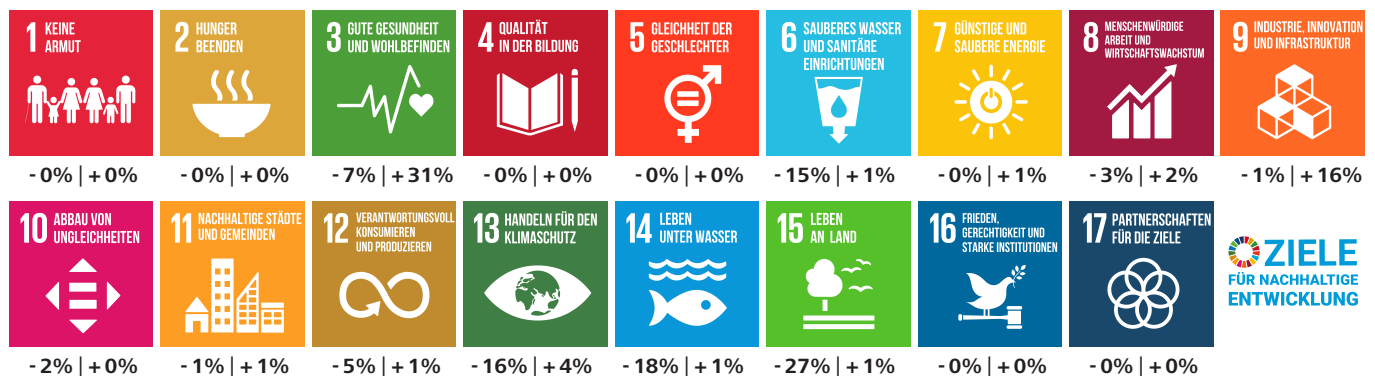 1 KEINE
ARMUT
2 HUNGER
BEENDEN
3 GUTE GESUNDHEIT
UND WOHLBEFINDEN
4 QUALITÄT
IN DER BILDUNG
5 GLEICHHEIT DER
GESCHLECHTER
6 SAUBERES WASSER
UND SANITÄRE
EINRICHTUNGEN
7 GÜNSTIGE UND
SAUBERE ENERGIE
8 MENSCHENWÜRDIGE
ARBEIT UND
WIRTSCHAFTSWACHSTUM
9 INDUSTRIE, INNOVATION
UND INFRASTRUKTUR
- 0% | + 0%
- 0% | + 0%
- 7% | + 31%
- 0% | + 0%
- 0% | + 0%
- 15% | + 1%
- 0% | + 1%
- 3% | + 2%
- 1% | + 16%
10 ABBAU VON
UNGLEICHHEITEN
11 NACHHALTIGE STÄDTE
UND GEMEINDEN
12 VERANTWORTUNGSVOLL
KONSUMIEREN
UND PRODUZIEREN
13 HANDELN FÜR DEN
KLIMASCHUTZ
14 LEBEN
UNTER WASSER
15 LEBEN
AN LAND
16 FRIEDEN,
GERECHTIGKEIT UND
STARKE INSTITUTIONEN
17 PARTNERSCHAFTEN
FÜR DIE ZIELE
ZIELE
FÜR NACHHALTIGE
ENTWICKLUNG
- 2% | + 0%
- 1% | + 1%
- 5% | + 1%
- 16% | + 4%
- 18% | + 1%
- 27% | + 1%
- 0% | + 0%
- 0% | + 0%